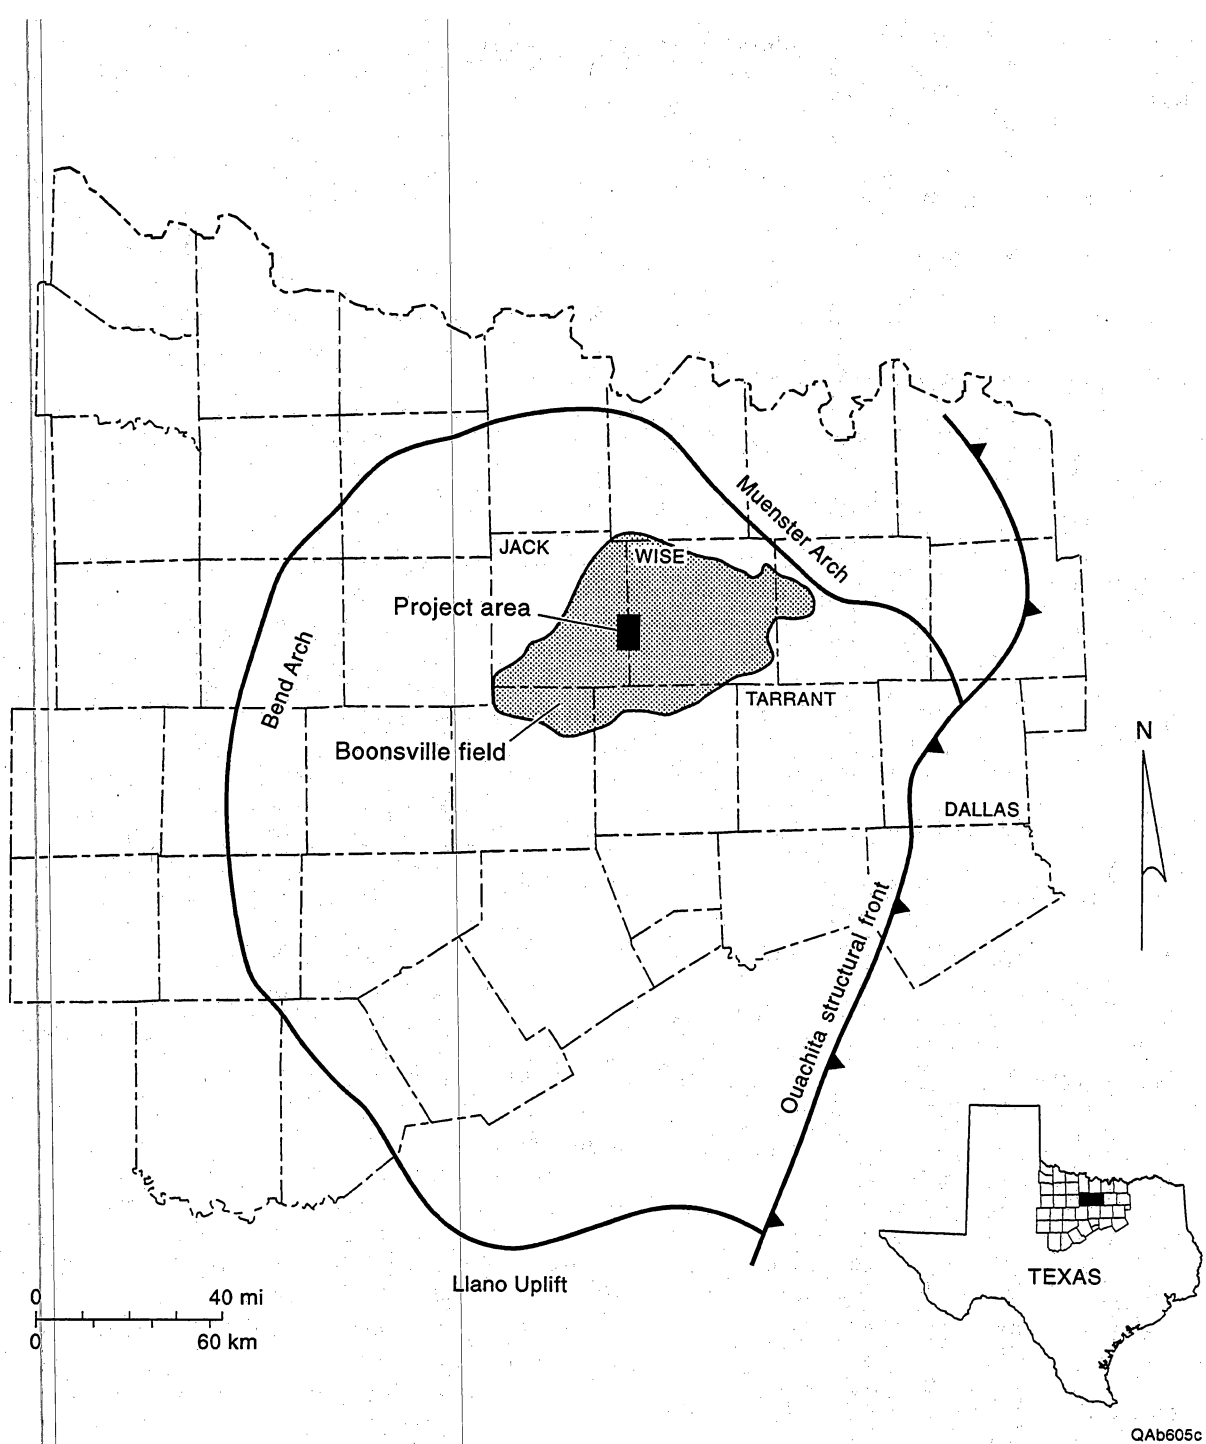 Muenster Arch
JACK
WISE
Project area
Bend Arch
TARRANT
Boonsville field
N
DALLAS
Ouachita structural front
Llano Uplift
TEXAS
0 40 mi
0 60 km
QAb605c